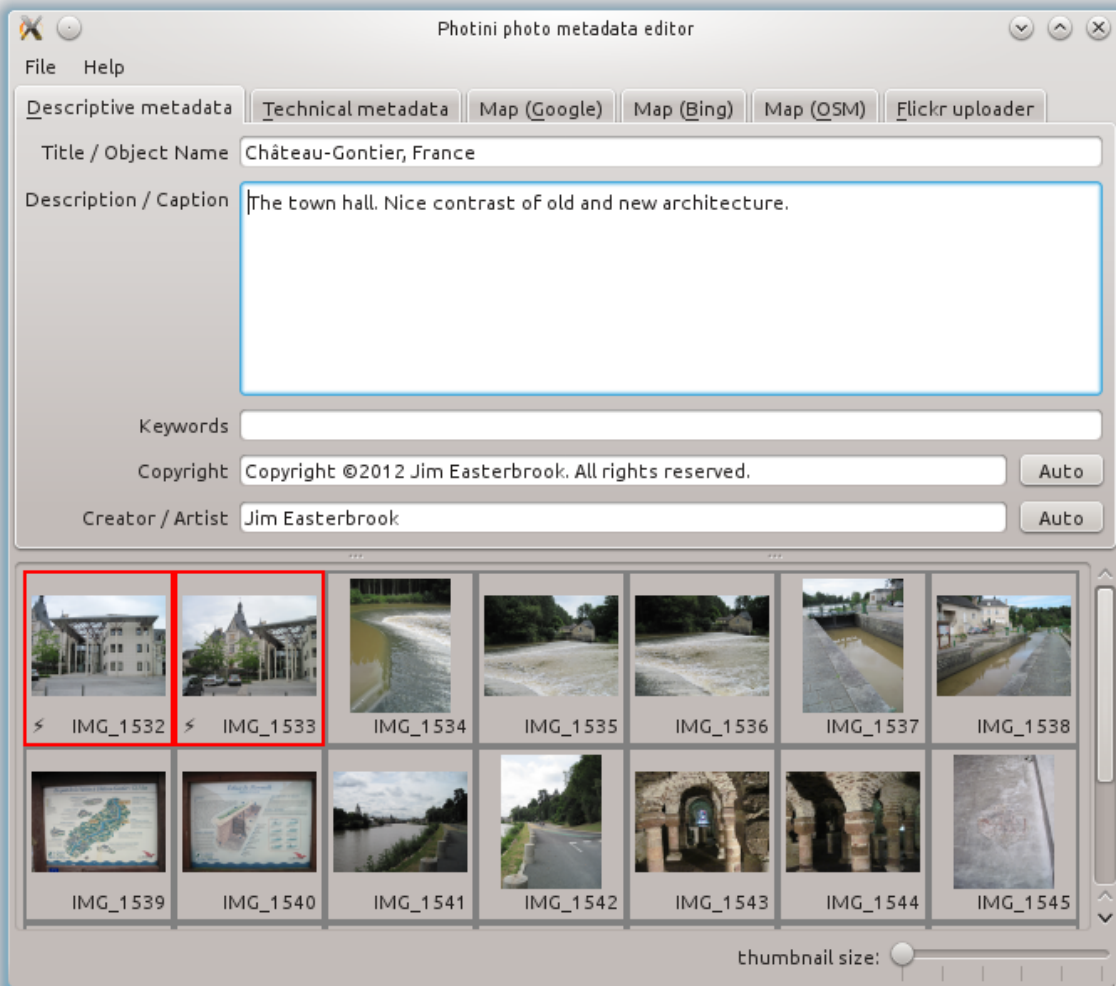 Photini photo metadata editor
File Help
Descriptive metadata Technical metadata Map (Google) Map (Bing) Map (OSM) Flickr uploader
Title / Object Name Château-Gontier, France
Description / Caption The town hall. Nice contrast of old and new architecture.
Keywords
Copyright Copyright ©2012 Jim Easterbrook. All rights reserved. Auto
Creator / Artist Jim Easterbrook Auto
IMG_1532 IMG_1533 IMG_1534 IMG_1535 IMG_1536 IMG_1537 IMG_1538
IMG_1539 IMG_1540 IMG_1541 IMG_1542 IMG_1543 IMG_1544 IMG_1545
thumbnail size: